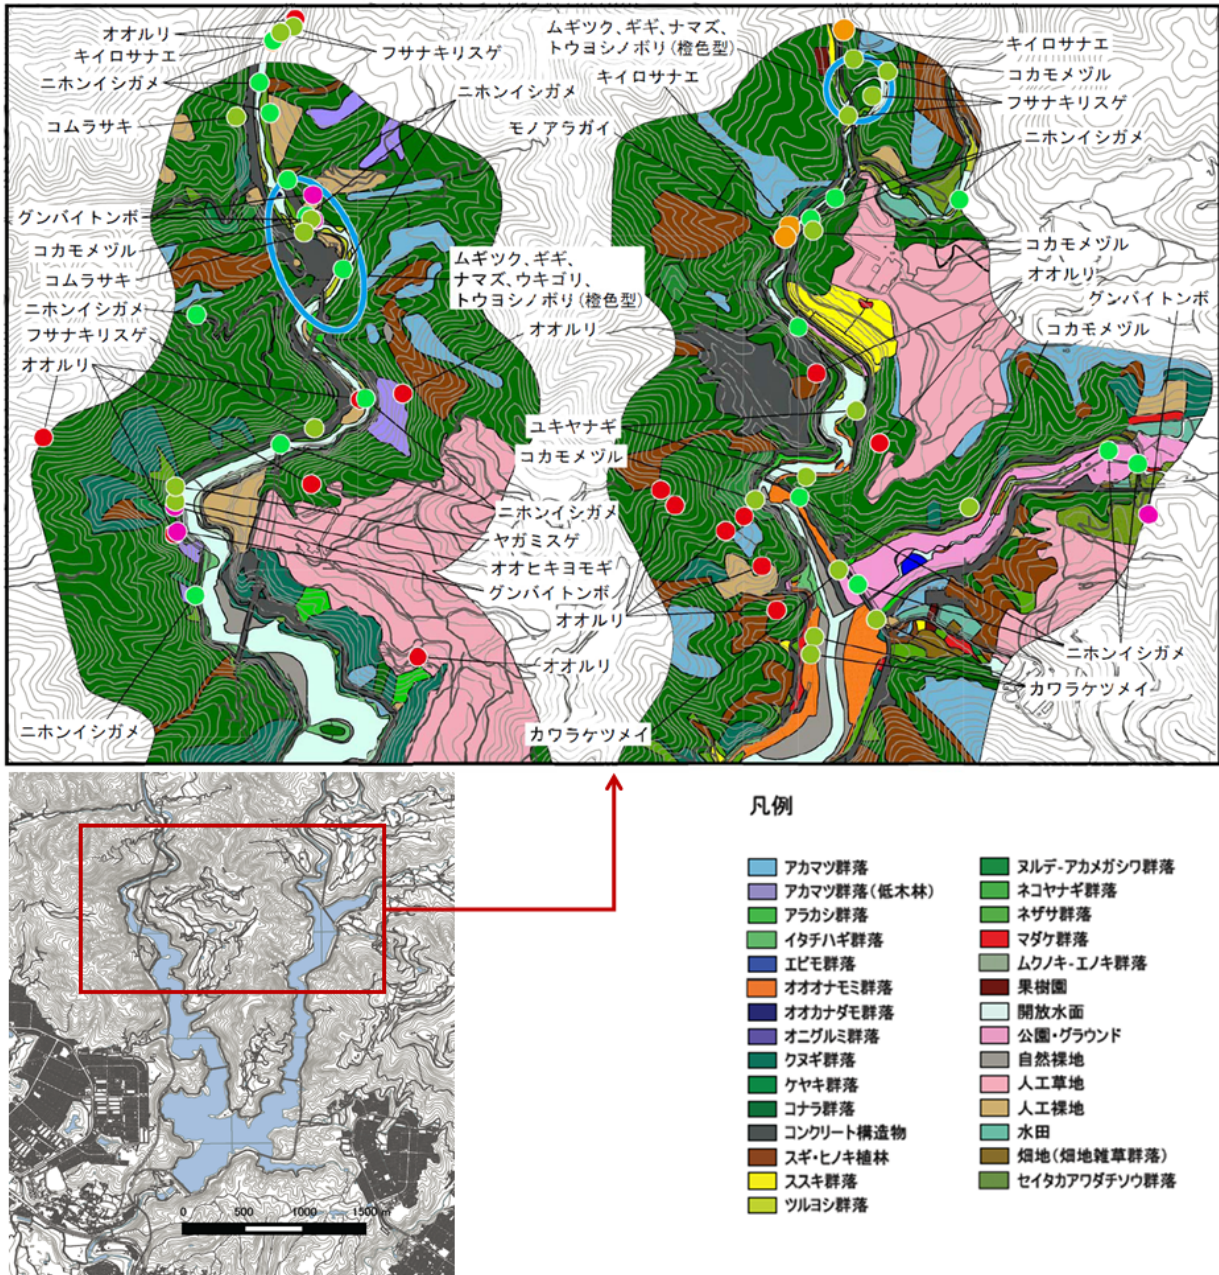 オオルリ
キイロサナエ
ニホンイシガメ
コムラサキ
フサナキリスゲ
ニホンイシガメ
グンバイトンボ
コカモメヅル
コムラサキ
ニホンイシガメ
フサナキリスゲ
オオルリ
ムギツク、ギギ、
ナマズ、ウキゴリ、
トウヨシノボリ(橙色型)
オオルリ
ニホンイシガメ
ヤガミスゲ
オオヒキヨモギ
グンバイトンボ
オオルリ
オオルリ
ニホンイシガメ
ムギツク、ギギ、ナマズ、
トウヨシノボリ(橙色型)
キイロサナエ
モノアラガイ
キイロサナエ
コカモメヅル
フサナキリスゲ
ニホンイシガメ
コカモメヅル
オオルリ
グンバイトンボ
コカモメヅル
ユキヤナギ
コカモメヅル
ニホンイシガメ
カワラケツメイ
カワラケツメイ
0 500 1000 1500 m
凡例
アカマツ群落
アカマツ群落(低木林)
アラカシ群落
イタチハギ群落
エビモ群落
オオオナモミ群落
オオカナダモ群落
オニグルミ群落
クヌギ群落
ケヤキ群落
コナラ群落
コンクリート構造物
スギ・ヒノキ植林
ススキ群落
ツルヨシ群落
ヌルデ-アカメガシワ群落
ネコヤナギ群落
ネザサ群落
マダケ群落
ムクノキ-エノキ群落
果樹園
開放水面
公園・グラウンド
自然裸地
人工草地
人工裸地
水田
畑地(畑地雑草群落)
セイタカアワダチソウ群落